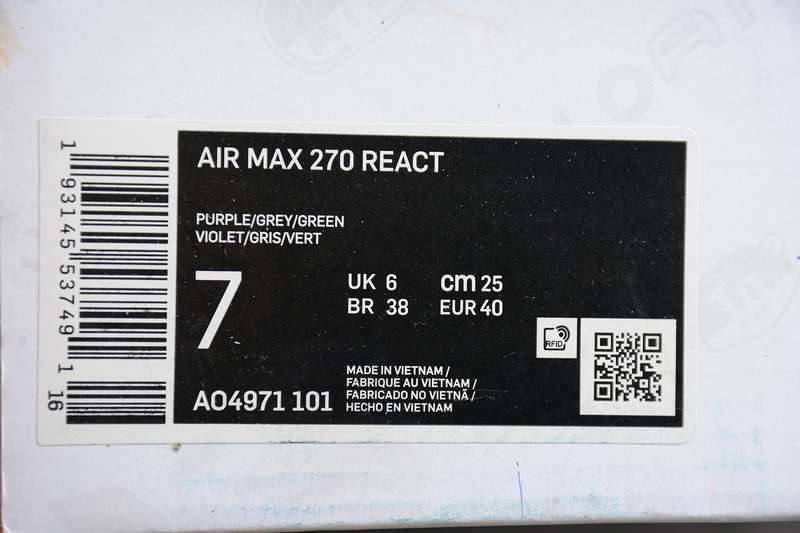 AIR MAX 270 REACT
PURPLE/GREY/GREEN
VIOLET/GRIS/VERT
7
UK 6 cm 25
BR 38 EUR 40
RFID
AO4971 101
MADE IN VIETNAM /
FABRIQUE AU VIETNAM /
FABRICADO NO VIETNÃ /
HECHO EN VIETNAM
1 93145 53749 1 16